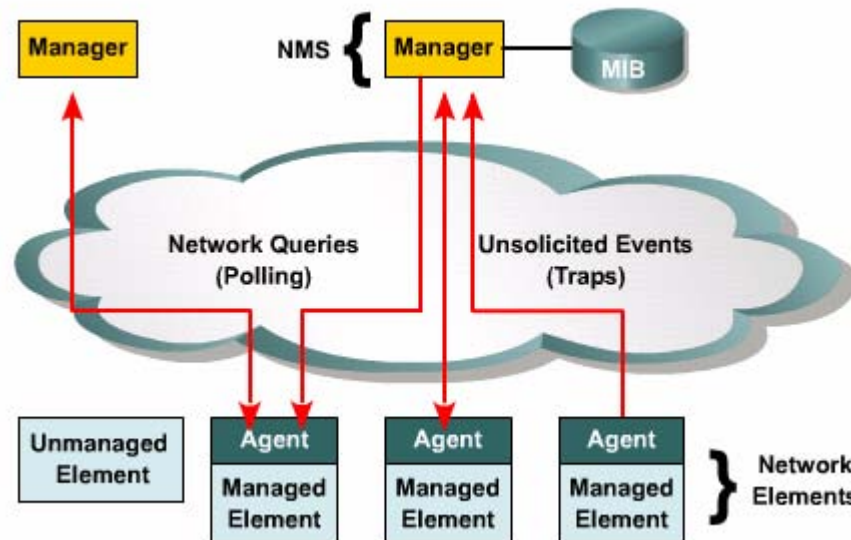 Manager
NMS
Manager
MIB
Network Queries
(Polling)
Unsolicited Events
(Traps)
Unmanaged
Element
Agent
Managed
Element
Agent
Managed
Element
Agent
Managed
Element
Network
Elements